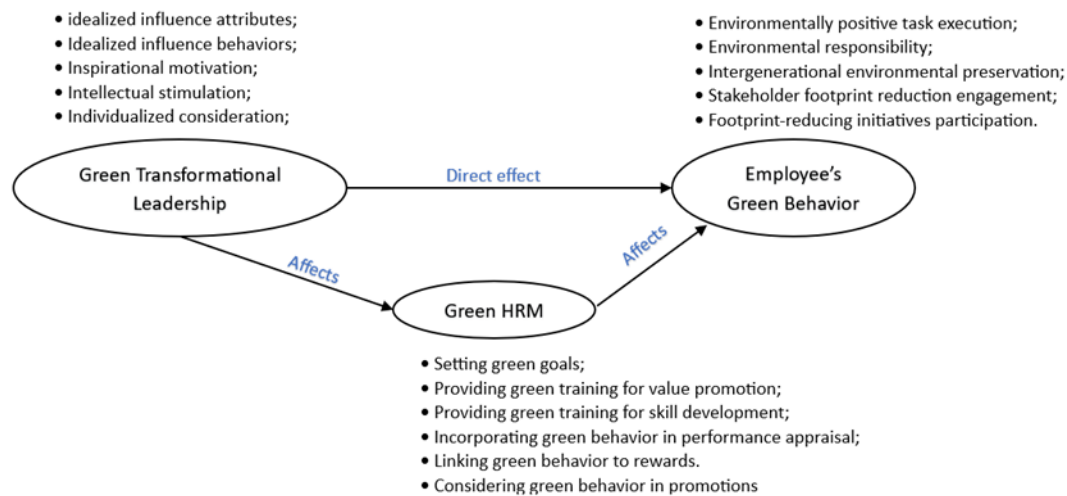 • idealized influence attributes;
• Idealized influence behaviors;
• Inspirational motivation;
• Intellectual stimulation;
• Individualized consideration;
• Environmentally positive task execution;
• Environmental responsibility;
• Intergenerational environmental preservation;
• Stakeholder footprint reduction engagement;
• Footprint-reducing initiatives participation.
Green Transformational
Leadership
Direct effect
Employee’s
Green Behavior
Affects
Affects
Green HRM
• Setting green goals;
• Providing green training for value promotion;
• Providing green training for skill development;
• Incorporating green behavior in performance appraisal;
• Linking green behavior to rewards.
• Considering green behavior in promotions